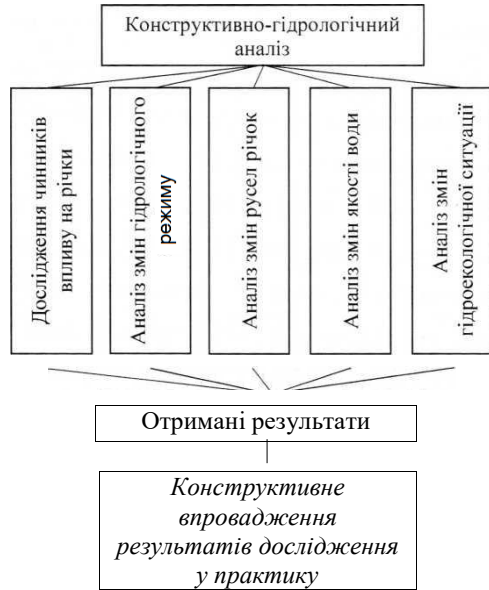 Конструктивно-гідрологічний
аналіз
Дослідження чинників
впливу на річки
Аналіз змін гідрологічного
режиму
Аналіз змін русел річок
Аналіз змін якості води
Аналіз змін
гідроекологічної ситуації
Отримані результати
Конструктивне
впровадження
результатів дослідження
у практику